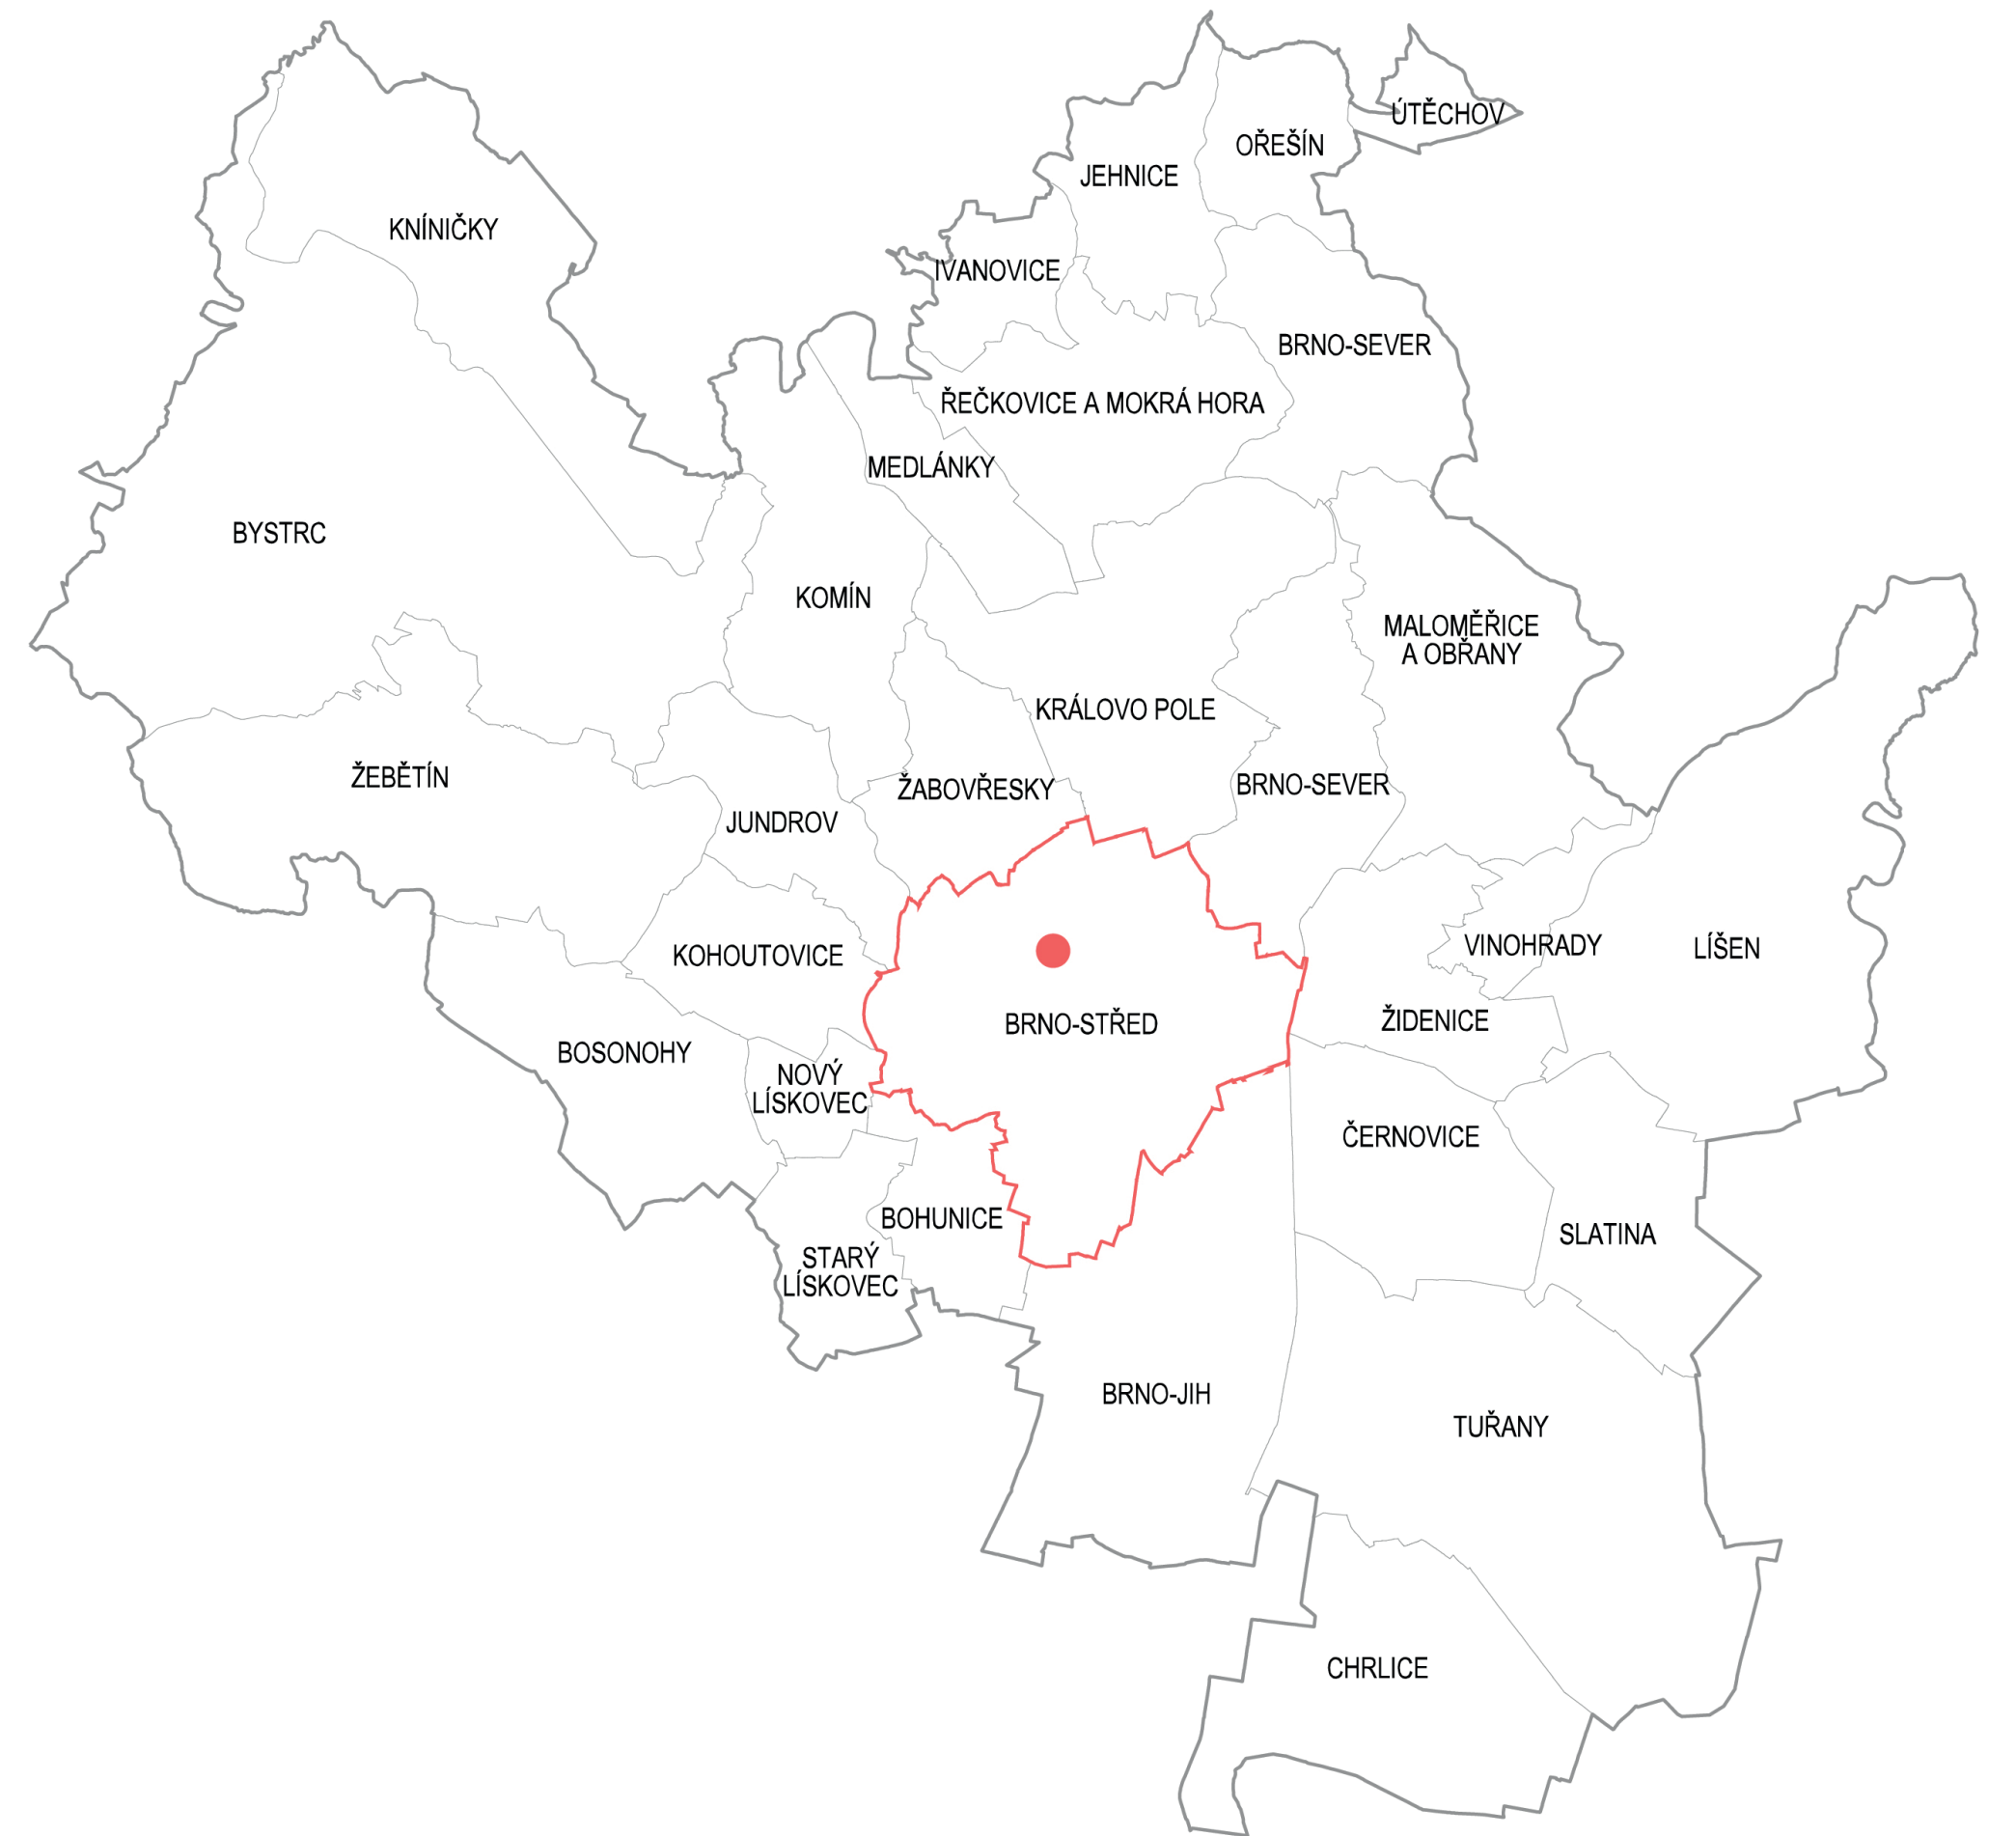 ÚTĚCHOV
OŘEŠÍN
JEHNICE
KNÍNIČKY
IVANOVICE
BRNO-SEVER
ŘEČKOVICE A MOKRÁ HORA
MEDLÁNKY
BYSTRC
KOMÍN
MALOMĚŘICE
A OBŘANY
KRÁLOVO POLE
ŽEBĚTÍN
BRNO-SEVER
ŽABOVŘESKY
JUNDROV
VINOHRADY
LÍŠEN
KOHOUTOVICE
ŽIDENICE
BRNO-STŘED
BOSONOHY
NOVÝ
LÍSKOVEC
ČERNOVICE
BOHUNICE
SLATINA
STARÝ
LÍSKOVEC
BRNO-JIH
TUŘANY
CHRLICE